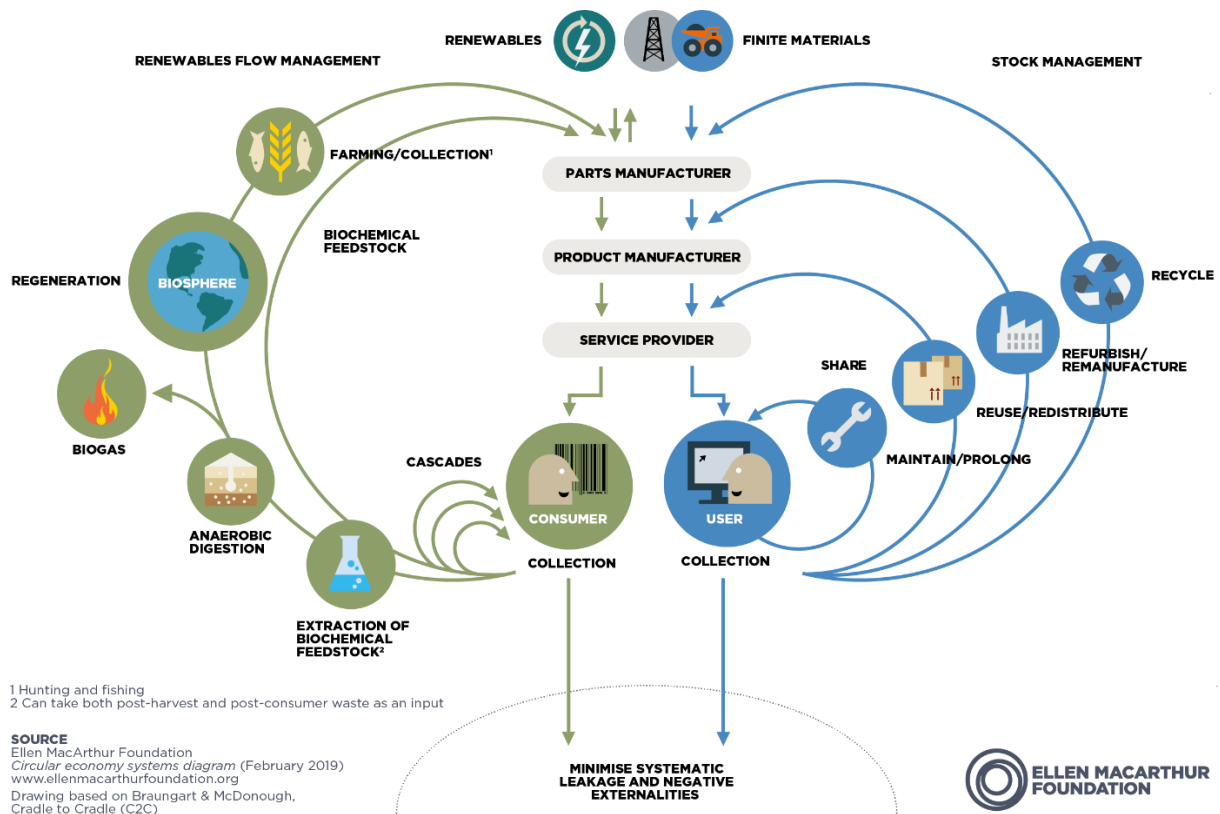 RENEWABLES
FINITE MATERIALS
RENEWABLES FLOW MANAGEMENT
STOCK MANAGEMENT
FARMING/COLLECTION¹
PARTS MANUFACTURER
BIOCHEMICAL
FEEDSTOCK
PRODUCT MANUFACTURER
REGENERATION
BIOSPHERE
RECYCLE
SERVICE PROVIDER
SHARE
REFURBISH/
REMANUFACTURE
REUSE/REDISTRIBUTE
BIOGAS
CASCADES
MAINTAIN/PROLONG
CONSUMER
USER
ANAEROBIC
DIGESTION
COLLECTION
COLLECTION
EXTRACTION OF
BIOCHEMICAL
FEEDSTOCK²
1 Hunting and fishing
2 Can take both post-harvest and post-consumer waste as an input
SOURCE
Ellen MacArthur Foundation
Circular economy systems diagram (February 2019)
www.ellenmacarthurfoundation.org
Drawing based on Braungart & McDonough,
Cradle to Cradle (C2C)
MINIMISE SYSTEMATIC
LEAKAGE AND NEGATIVE
EXTERNALITIES
ELLEN MACARTHUR
FOUNDATION